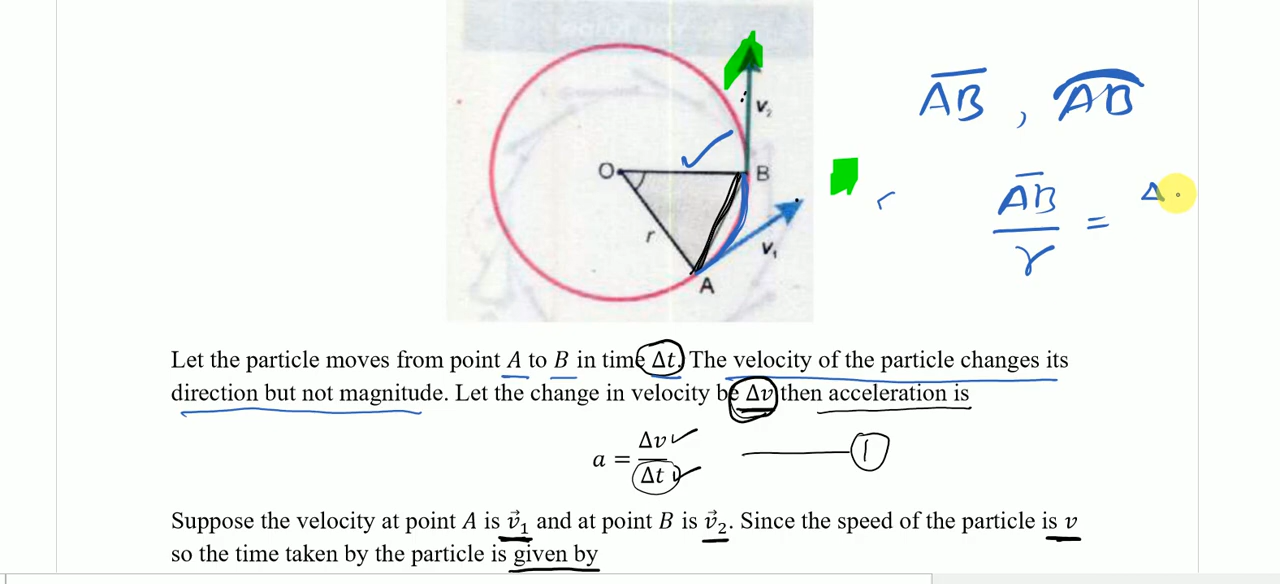 V₂
O
B
r
V₁
A
A̅B̅ , A͡B
A̅B̅ / r = Δ
Let the particle moves from point A to B in time Δt. The velocity of the particle changes its
direction but not magnitude. Let the change in velocity be Δv then acceleration is
a = Δv / Δt ——— 1
Suppose the velocity at point A is v⃗₁ and at point B is v⃗₂. Since the speed of the particle is v
so the time taken by the particle is given by